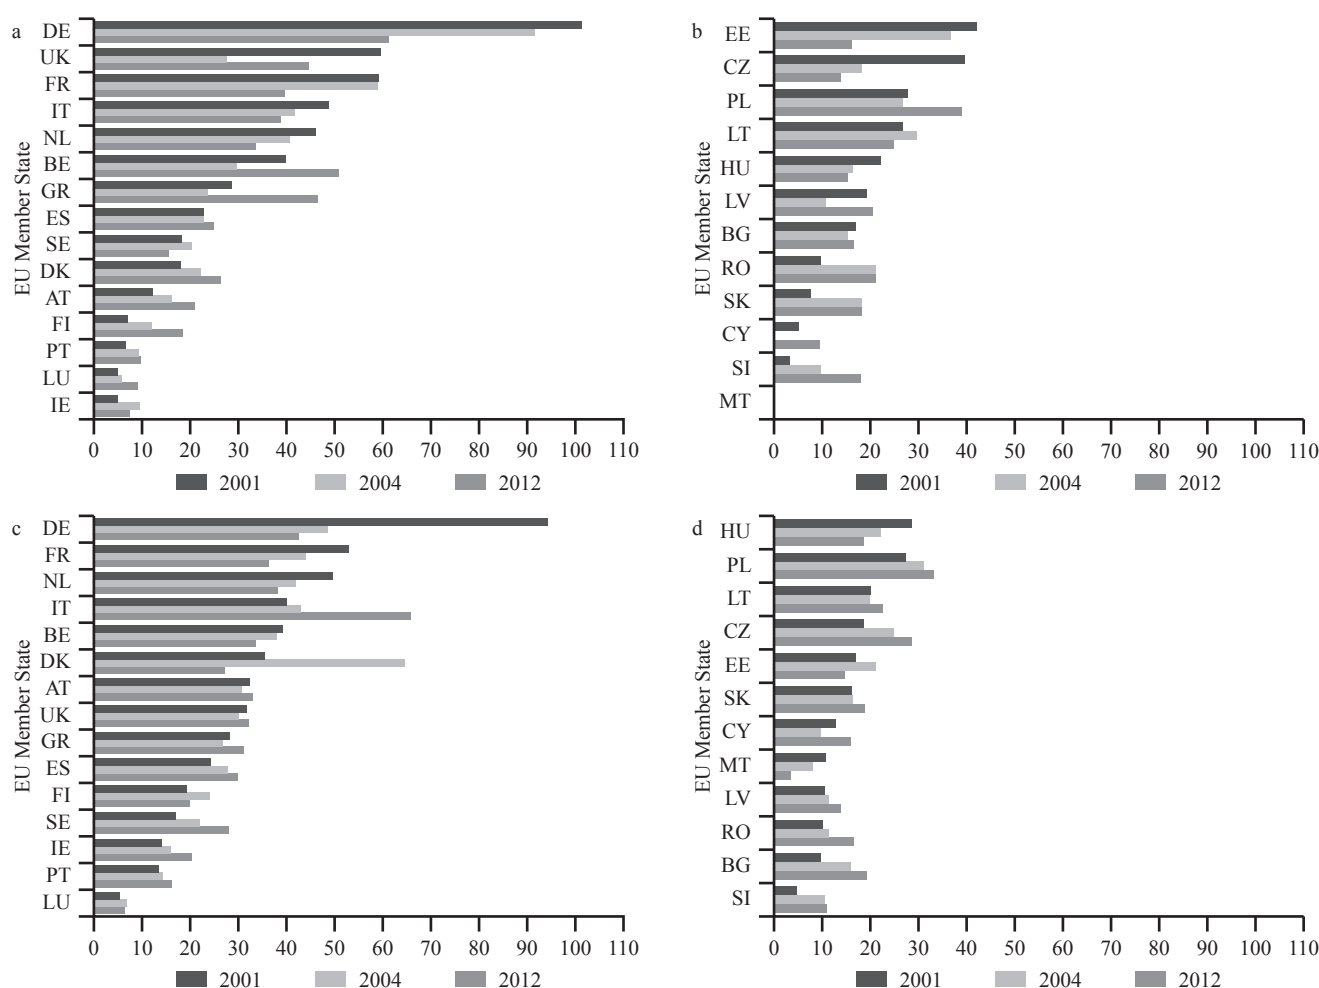 a
EU Member State
DE
UK
FR
IT
NL
BE
GR
ES
SE
DK
AT
FI
PT
LU
IE
0 10 20 30 40 50 60 70 80 90 100 110
2001 2004 2012
b
EU Member State
EE
CZ
PL
LT
HU
LV
BG
RO
SK
CY
SI
MT
0 10 20 30 40 50 60 70 80 90 100 110
2001 2004 2012
c
EU Member State
DE
FR
NL
IT
BE
DK
AT
UK
GR
ES
FI
SE
IE
PT
LU
0 10 20 30 40 50 60 70 80 90 100 110
2001 2004 2012
d
EU Member State
HU
PL
LT
CZ
EE
SK
CY
MT
LV
RO
BG
SI
0 10 20 30 40 50 60 70 80 90 100 110
2001 2004 2012